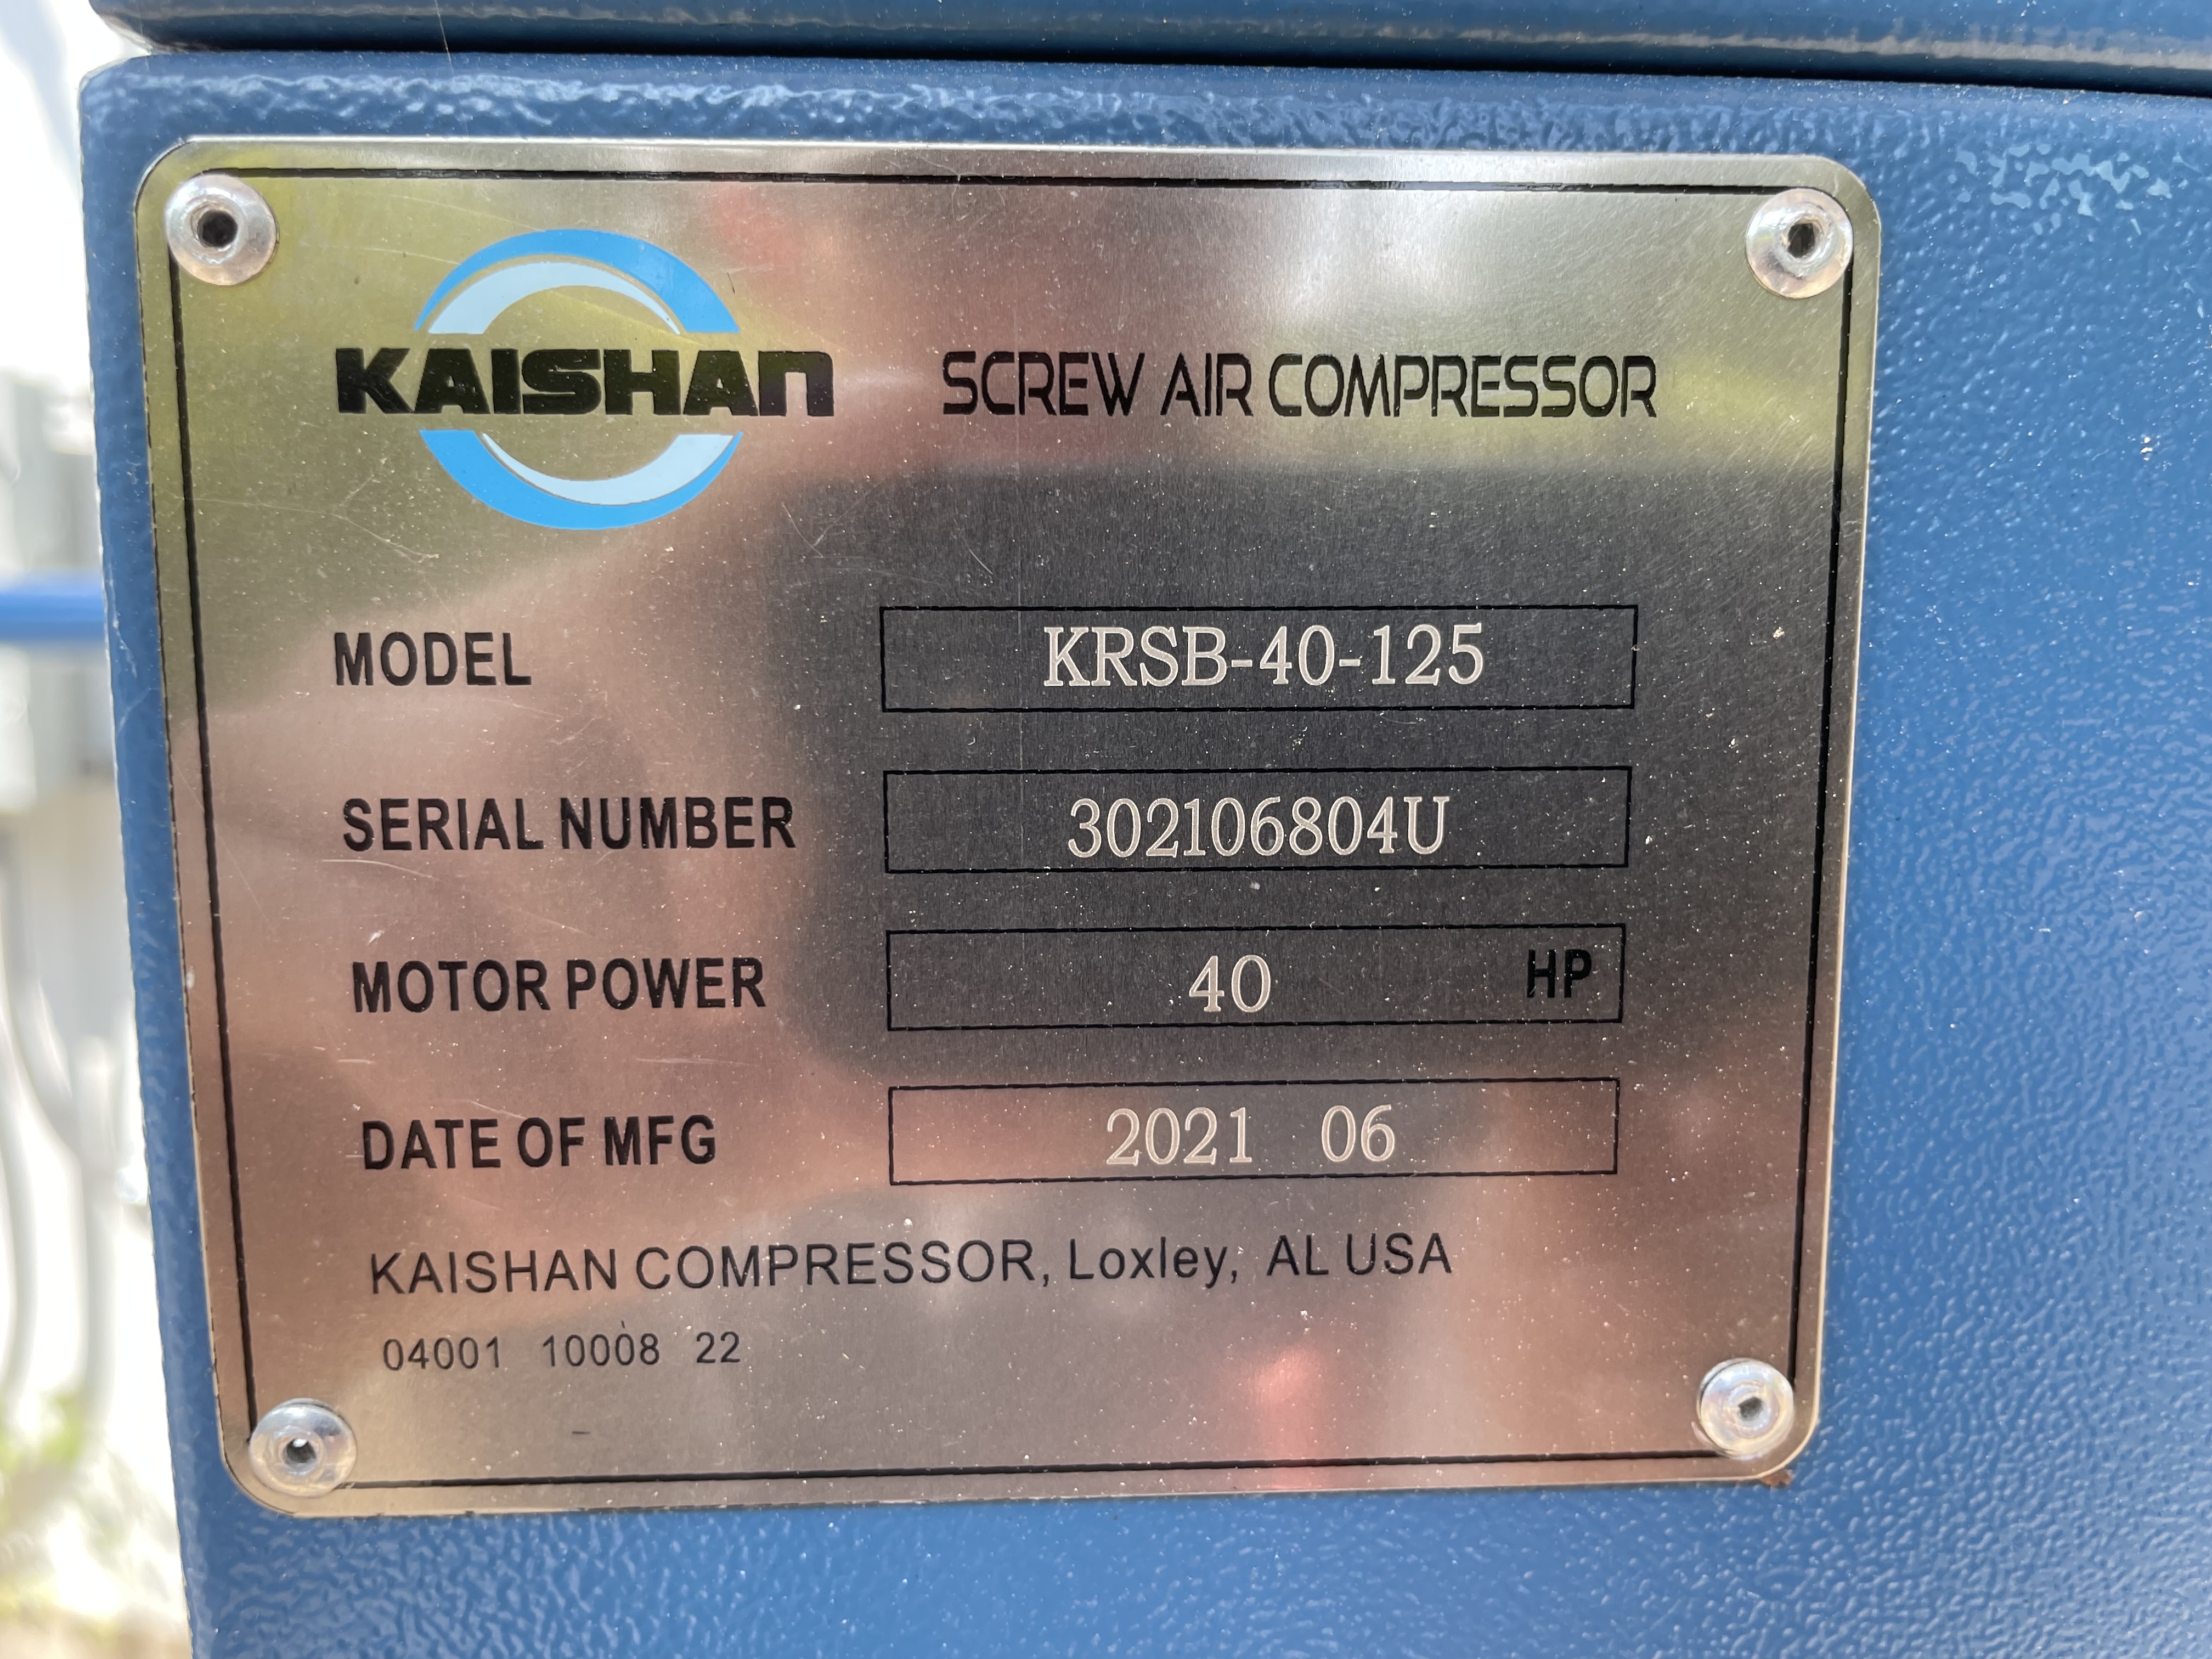 KAISHAN SCREW AIR COMPRESSOR
MODEL KRSB-40-125
SERIAL NUMBER 302106804U
MOTOR POWER 40 HP
DATE OF MFG 2021 06
KAISHAN COMPRESSOR, Loxley, AL USA
04001 10008 22